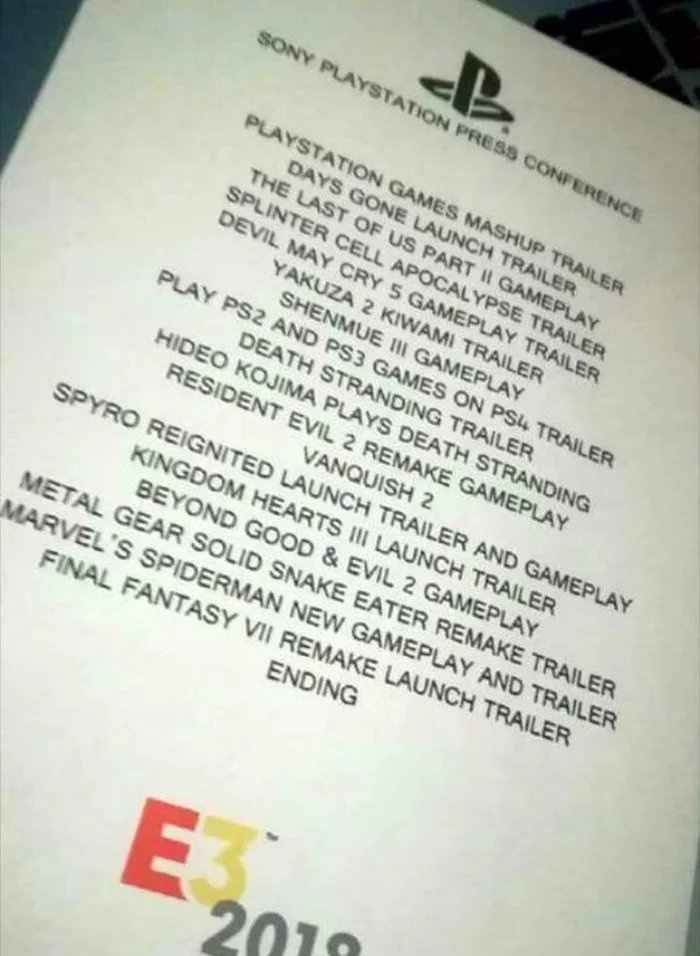 SONY PLAYSTATION PRESS CONFERENCE
PLAYSTATION GAMES MASHUP TRAILER
DAYS GONE LAUNCH TRAILER
THE LAST OF US PART II GAMEPLAY
SPLINTER CELL APOCALYPSE TRAILER
DEVIL MAY CRY 5 GAMEPLAY TRAILER
YAKUZA 2 KIWAMI TRAILER
SHENMUE III GAMEPLAY
PLAY PS2 AND PS3 GAMES ON PS4 TRAILER
DEATH STRANDING TRAILER
HIDEO KOJIMA PLAYS DEATH STRANDING
RESIDENT EVIL 2 REMAKE GAMEPLAY
VANQUISH 2
SPYRO REIGNITED LAUNCH TRAILER AND GAMEPLAY
KINGDOM HEARTS III LAUNCH TRAILER
BEYOND GOOD & EVIL 2 GAMEPLAY
METAL GEAR SOLID SNAKE EATER REMAKE TRAILER
MARVEL'S SPIDERMAN NEW GAMEPLAY AND TRAILER
FINAL FANTASY VII REMAKE LAUNCH TRAILER
ENDING
E3™
2018